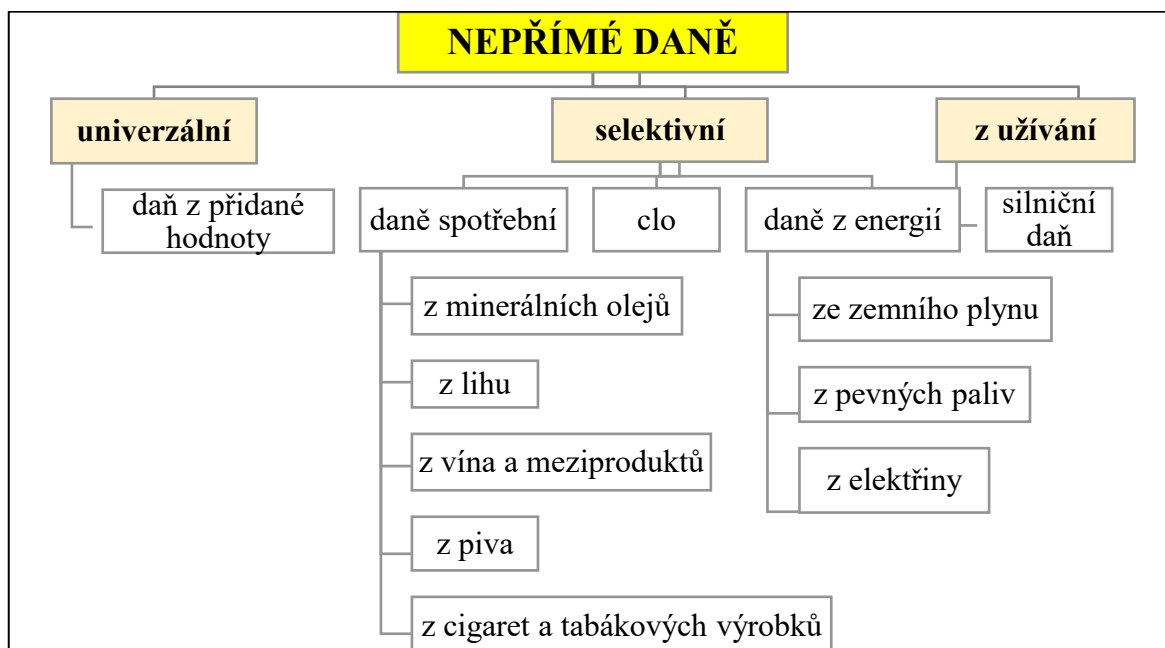 NEPŘÍMÉ DANĚ
univerzální
selektivní
z užívání
daň z přidané
hodnoty
daně spotřební
clo
daně z energií
silniční
daň
z minerálních olejů
z lihu
z vína a meziproduktů
z piva
z cigaret a tabákových výrobků
ze zemního plynu
z pevných paliv
z elektřiny